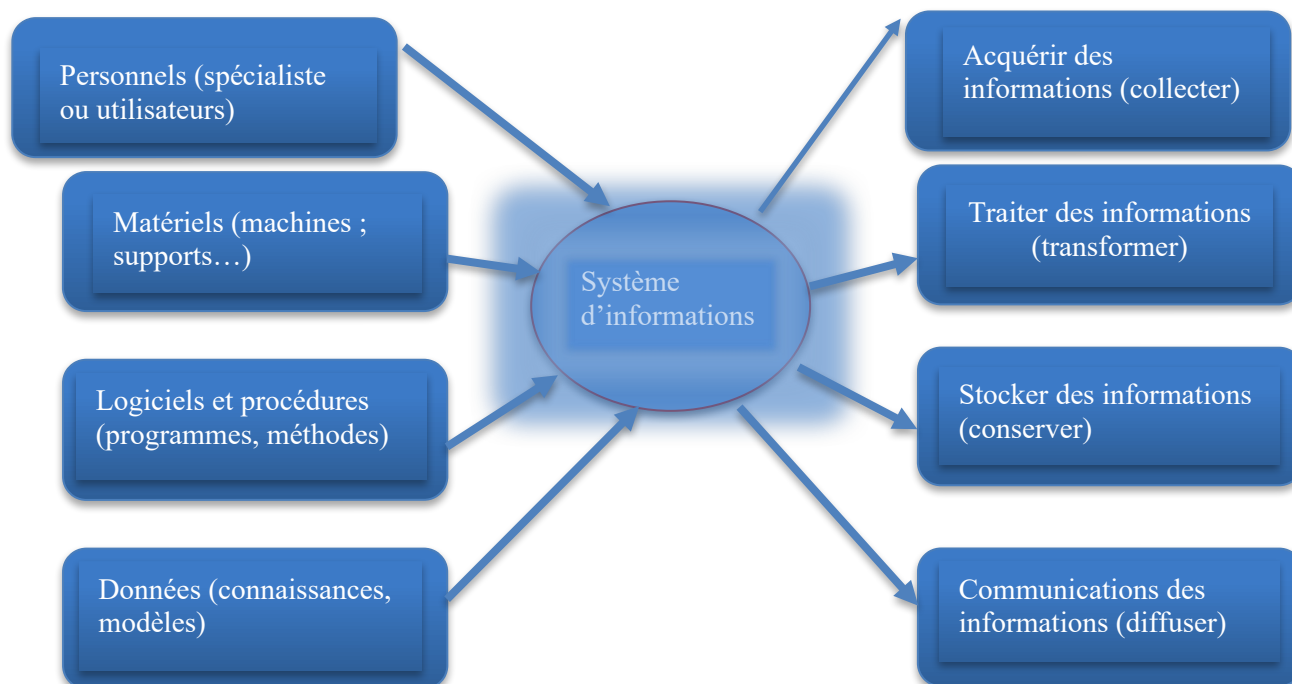 Personnels (spécialiste
ou utilisateurs)
Matériels (machines ;
supports…)
Logiciels et procédures
(programmes, méthodes)
Données (connaissances,
modèles)
Système
d’informations
Acquérir des
informations (collecter)
Traiter des informations
(transformer)
Stocker des informations
(conserver)
Communications des
informations (diffuser)